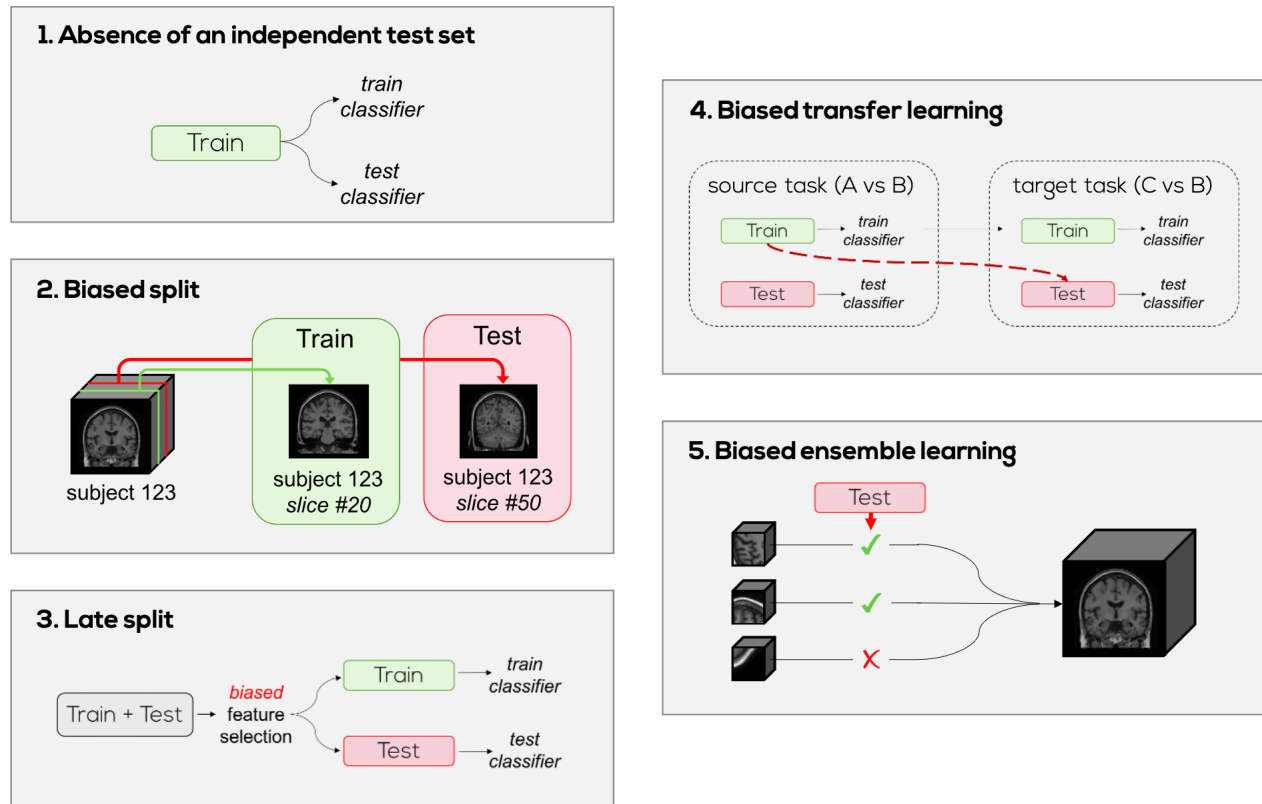 1. Absence of an independent test set
train
classifier
Train
test
classifier
2. Biased split
Train
Test
subject 123
subject 123
slice #20
subject 123
slice #50
3. Late split
Train + Test
biased
feature
selection
Train
train
classifier
Test
test
classifier
4. Biased transfer learning
source task (A vs B)
Train
train
classifier
Test
test
classifier
target task (C vs B)
Train
train
classifier
Test
test
classifier
5. Biased ensemble learning
Test